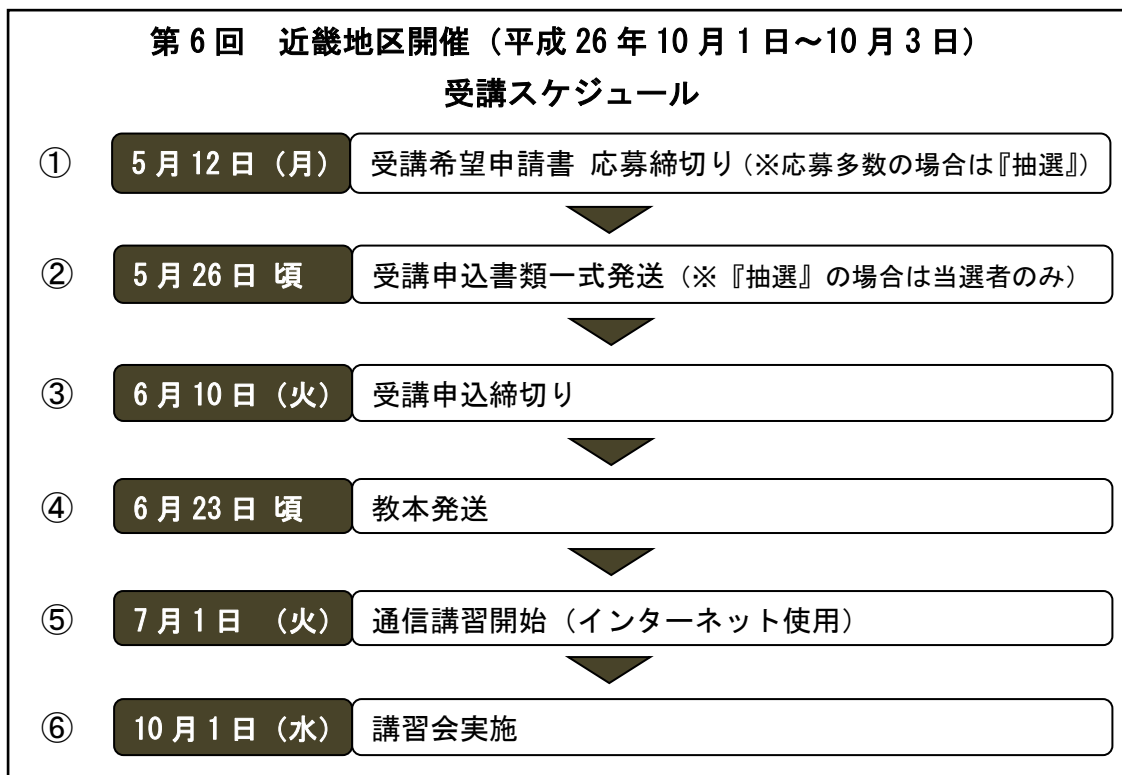 第6回 近畿地区開催（平成26年10月1日～10月3日）
受講スケジュール
① 5月12日（月） 受講希望申請書 応募締切り（※応募多数の場合は『抽選』）
② 5月26日 頃 受講申込書類一式発送（※『抽選』の場合は当選者のみ）
③ 6月10日（火） 受講申込締切り
④ 6月23日 頃 教本発送
⑤ 7月1日 （火） 通信講習開始（インターネット使用）
⑥ 10月1日（水） 講習会実施